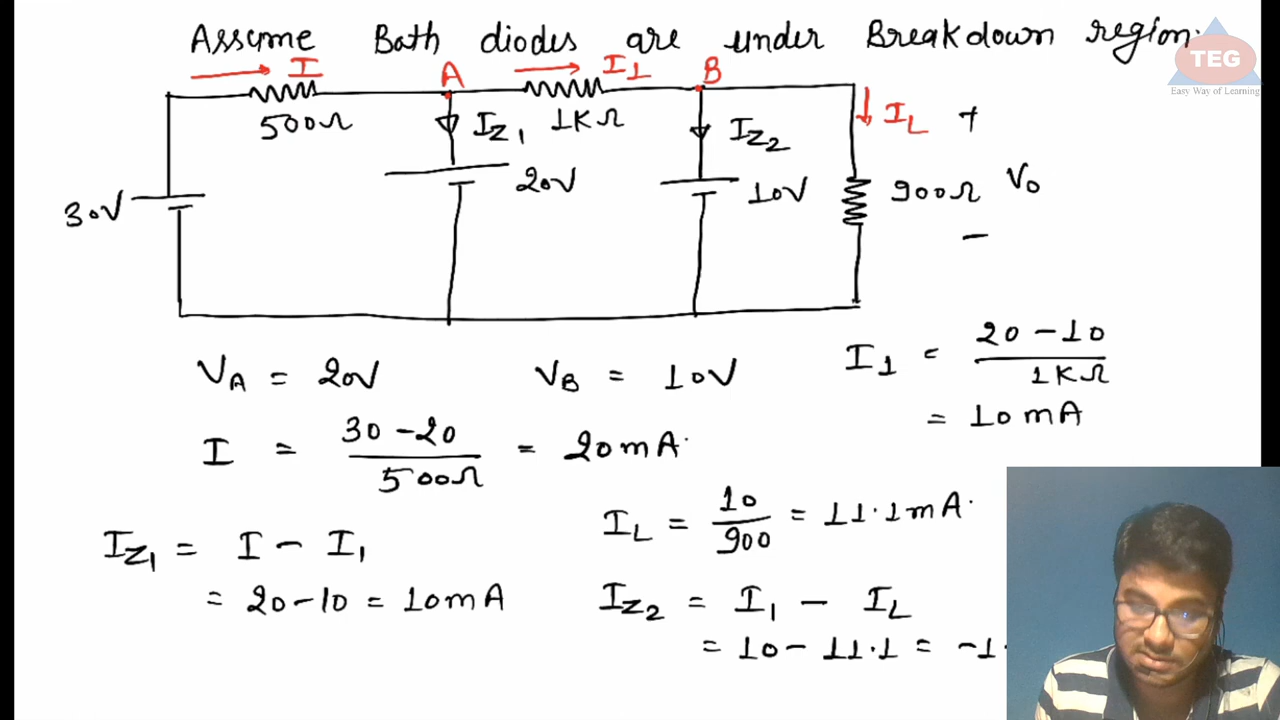 Assume Bath diodes are under Breakdown region.
TEG
Easy Way of Learning
I A I1 B
500Ω IZ1 1KΩ IZ2 IL +
30V 20V 10V 900Ω V0
-
VA = 20V VB = 10V I1 = 20 - 10 / 1KΩ
= 10mA
I = 30 - 20 / 500Ω = 20mA.
IL = 10 / 900 = 11.1mA.
IZ1 = I - I1
= 20 - 10 = 10mA
IZ2 = I1 - IL
= 10 - 11.1 = -1.